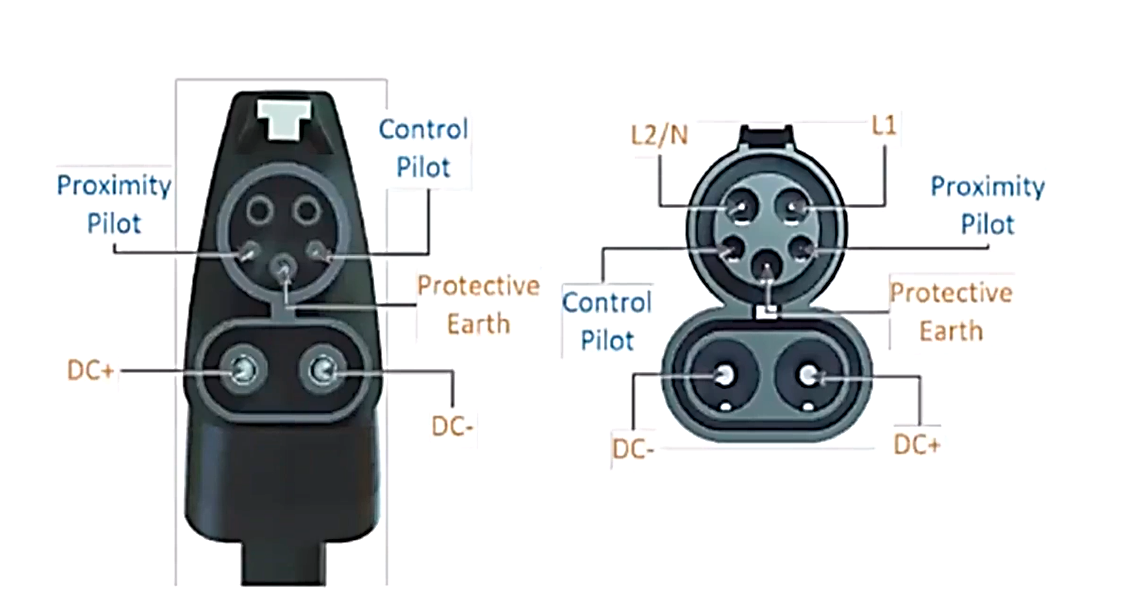 Control
Pilot
Proximity
Pilot
Protective
Earth
DC+
DC-
L2/N
L1
Proximity
Pilot
Control
Pilot
Protective
Earth
DC-
DC+